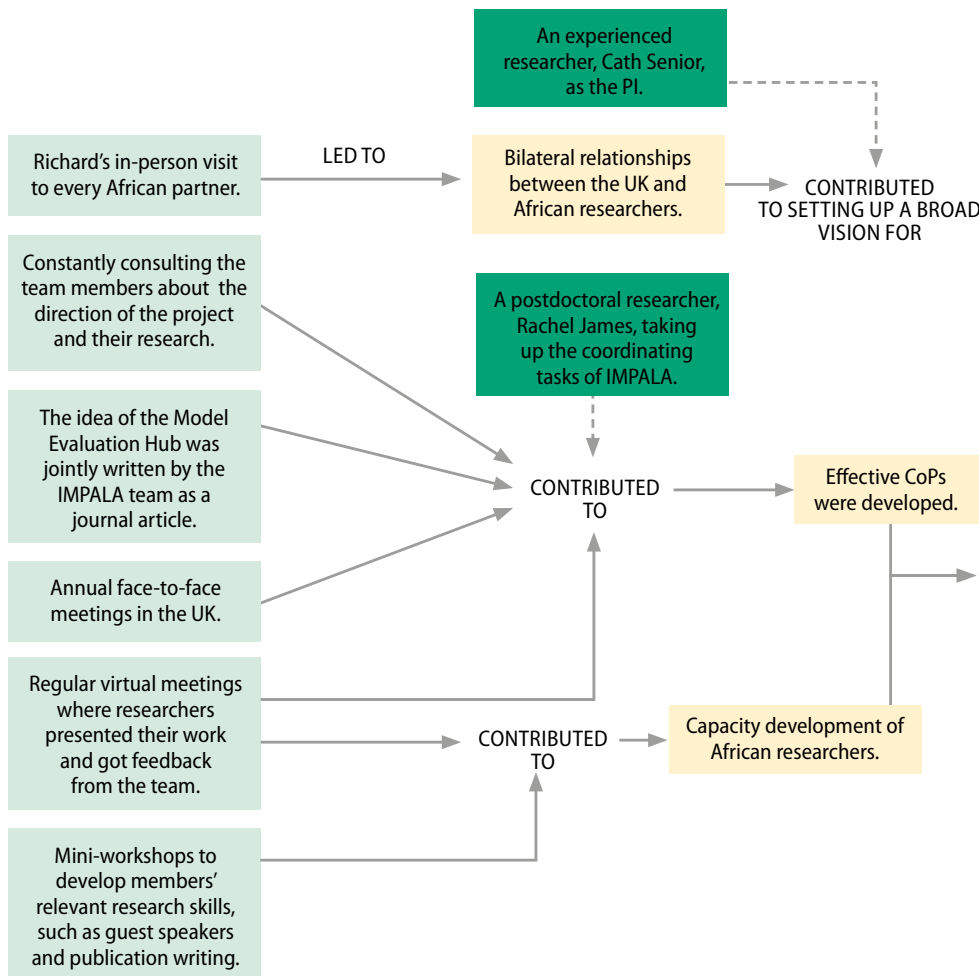 An experienced
researcher, Cath Senior,
as the PI.
Richard’s in-person visit
to every African partner.
LED TO
Bilateral relationships
between the UK and
African researchers.
CONTRIBUTED
TO SETTING UP A BROAD
VISION FOR
Constantly consulting the
team members about the
direction of the project
and their research.
A postdoctoral researcher,
Rachel James, taking
up the coordinating
tasks of IMPALA.
The idea of the Model
Evaluation Hub was
jointly written by the
IMPALA team as a
journal article.
CONTRIBUTED
TO
Effective CoPs
were developed.
Annual face-to-face
meetings in the UK.
Regular virtual meetings
where researchers
presented their work
and got feedback
from the team.
CONTRIBUTED
TO
Capacity development of
African researchers.
Mini-workshops to
develop members’
relevant research skills,
such as guest speakers
and publication writing.